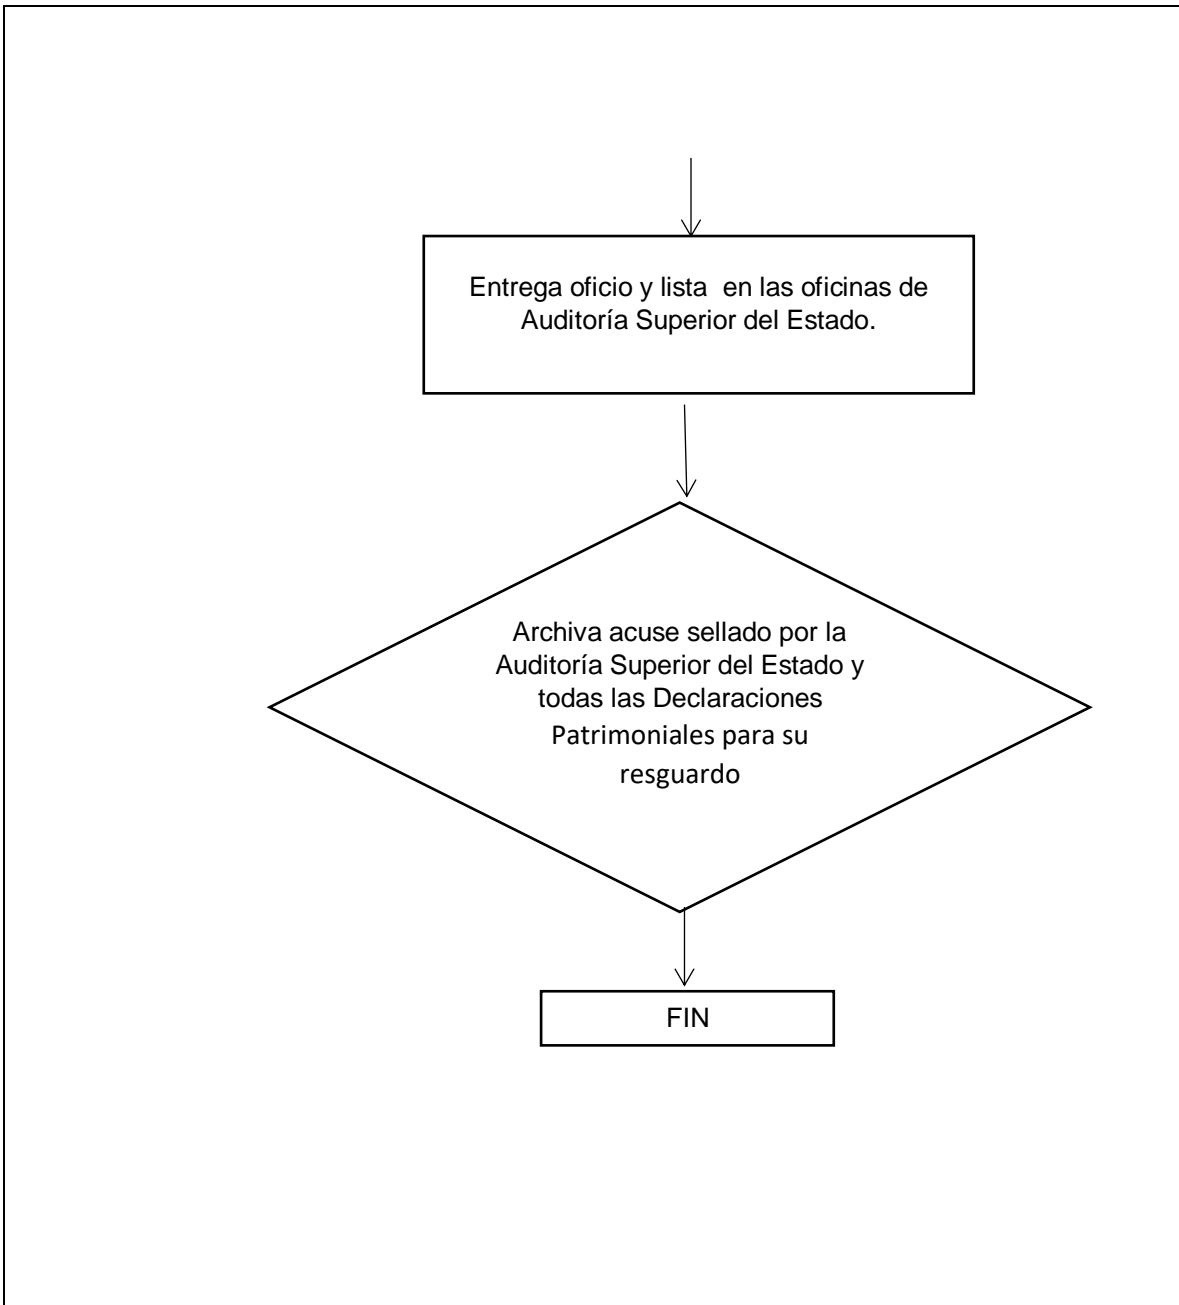 Entrega oficio y lista  en las oficinas de
Auditoría Superior del Estado.
Archiva acuse sellado por la
Auditoría Superior del Estado y
todas las Declaraciones
Patrimoniales para su
resguardo
FIN